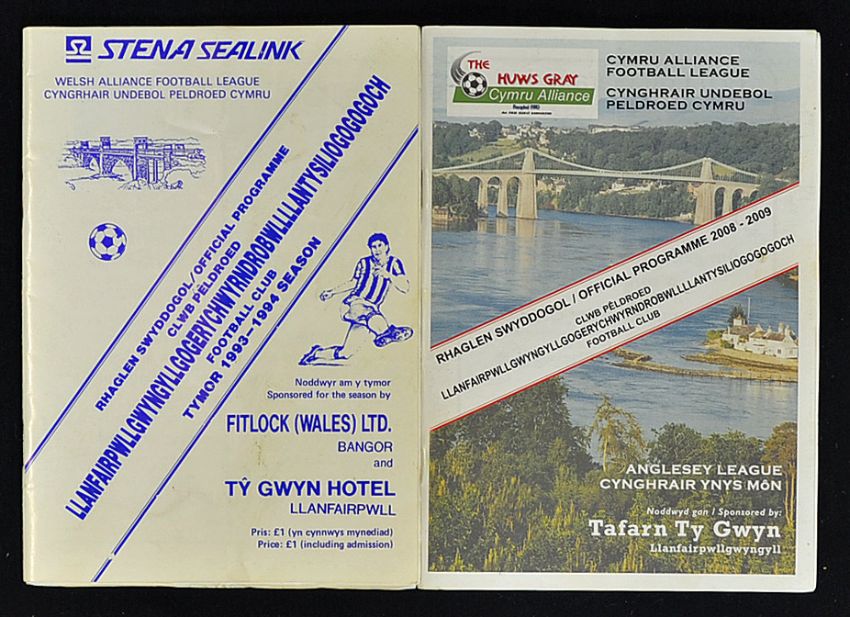 STENA SEALINK
WELSH ALLIANCE FOOTBALL LEAGUE
CYNGRHAIR UNDEBOL PELDROED CYMRU
RHAGLEN SWYDDOGOL/OFFICIAL PROGRAMME
CLWB PÊLDROED
LLANFAIRPWLLGWYNGYLLGOGERYCHWYRNDROBWLLLLANTYSILIOGOGOGOCH
FOOTBALL CLUB
TYMOR 1993-1994 SEASON
Noddwyr am y tymor
Sponsored for the season by
FITLOCK (WALES) LTD.
BANGOR
and
TŶ GWYN HOTEL
LLANFAIRPWLL
Pris: £1 (yn cynnwys mynediad)
Price: £1 (including admission)
THE
HUWS GRAY
Cymru Alliance
CYMRU ALLIANCE
FOOTBALL LEAGUE
CYNGHRAIR UNDEBOL
PELDROED CYMRU
RHAGLEN SWYDDOGOL / OFFICIAL PROGRAMME 2008 - 2009
CLWB PÊLDROED
LLANFAIRPWLLGWYNGYLLGOGERYCHWYRNDROBWLLLLANTYSILIOGOGOGOCH
FOOTBALL CLUB
ANGLESEY LEAGUE
CYNGHRAIR YNYS MÔN
Noddwyd gan / Sponsored by:
Tafarn Ty Gwyn
Llanfairpwllgwyngyll